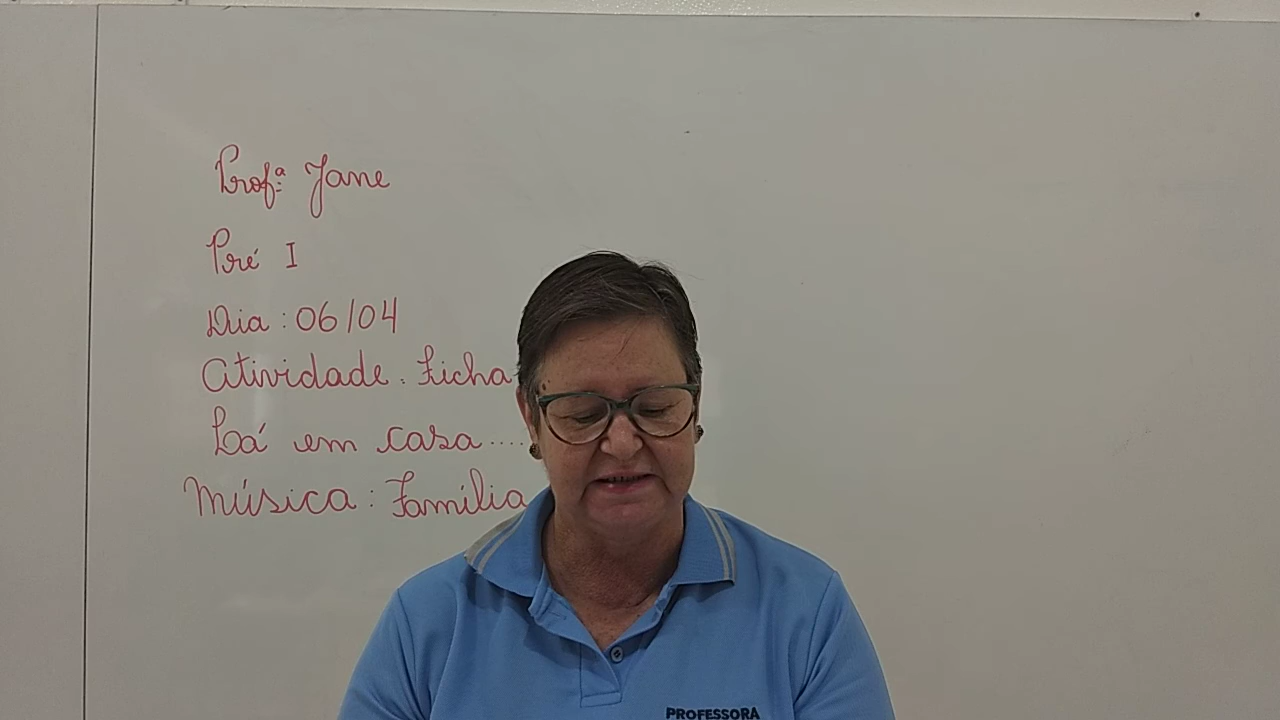 Profª Jane
Pré I
Dia: 06/04
Atividade: Ficha
Lá em casa.....
Música: Família
PROFESSORA